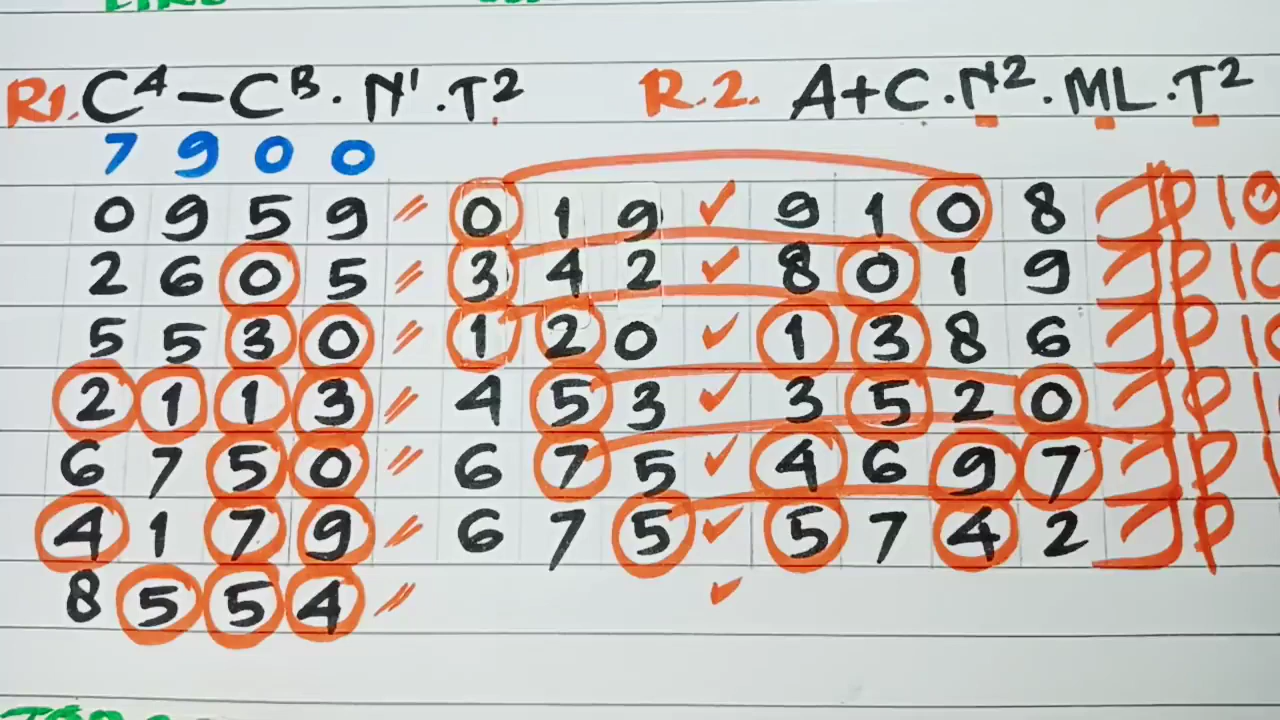 R1. C^A - C^B . N' . T² R.2. A+C . N² . ML . T²
7 9 0 0
0 9 5 9 〃 0 1 9 ✓ 9 1 0 8 P 10
2 6 0 5 〃 3 4 2 ✓ 8 0 1 9 P 10
5 5 3 0 〃 1 2 0 ✓ 1 3 8 6 P 10
2 1 1 3 〃 4 5 3 ✓ 3 5 2 0 P
6 7 5 0 〃 6 7 5 ✓ 4 6 9 7 P
4 1 7 9 〃 6 7 5 ✓ 5 7 4 2 P
8 5 5 4 〃 ✓